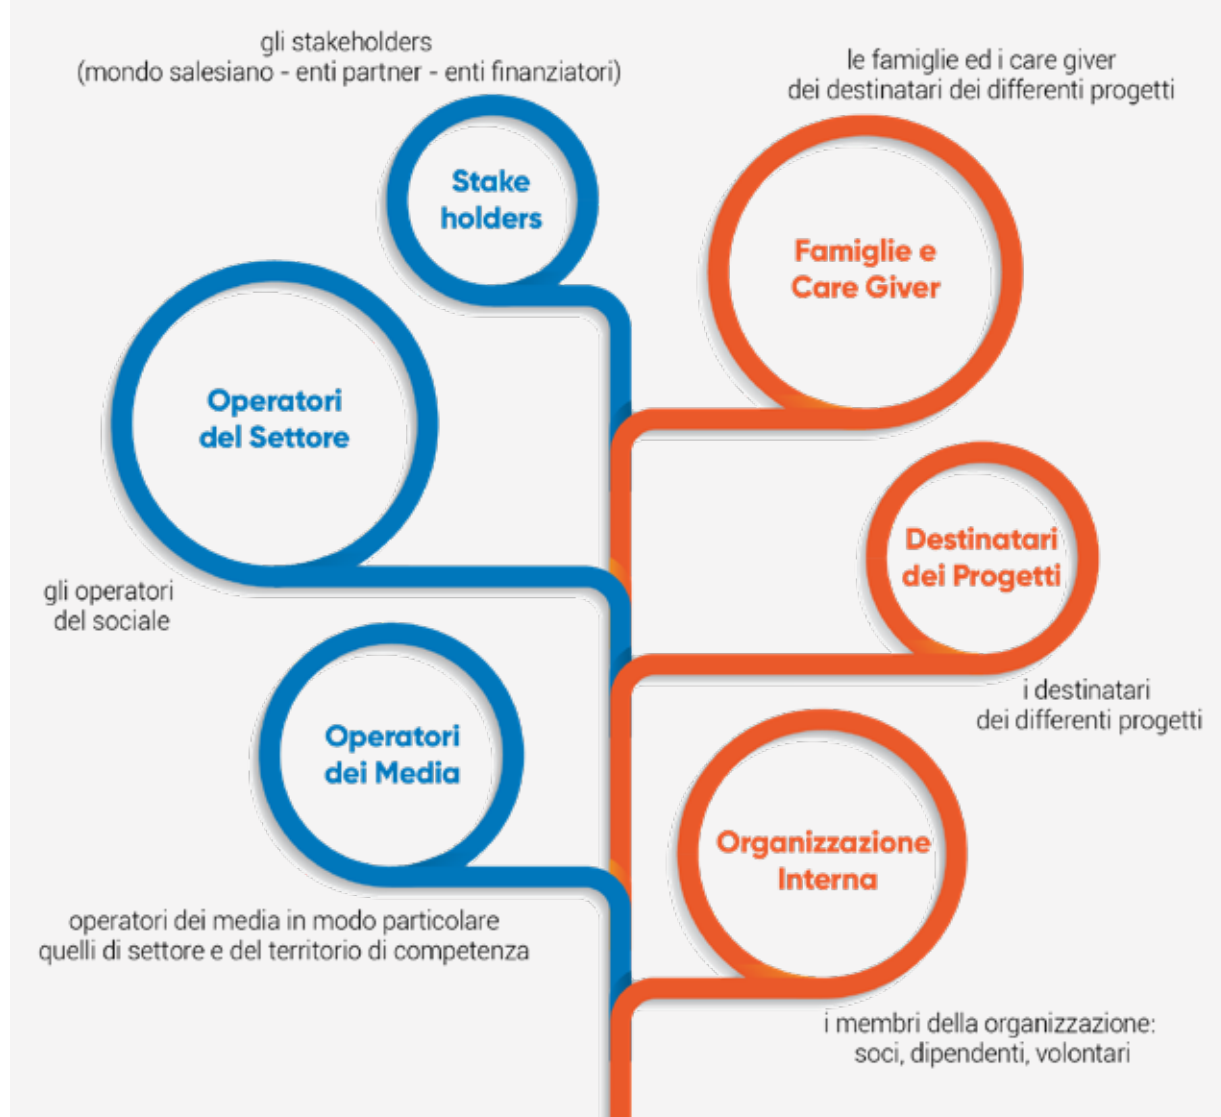 gli stakeholders
(mondo salesiano - enti partner - enti finanziatori)
Stake
holders
le famiglie ed i care giver
dei destinatari dei differenti progetti
Famiglie e
Care Giver
Operatori
del Settore
gli operatori
del sociale
Destinatari
dei Progetti
i destinatari
dei differenti progetti
Operatori
dei Media
operatori dei media in modo particolare
quelli di settore e del territorio di competenza
Organizzazione
Interna
i membri della organizzazione:
soci, dipendenti, volontari